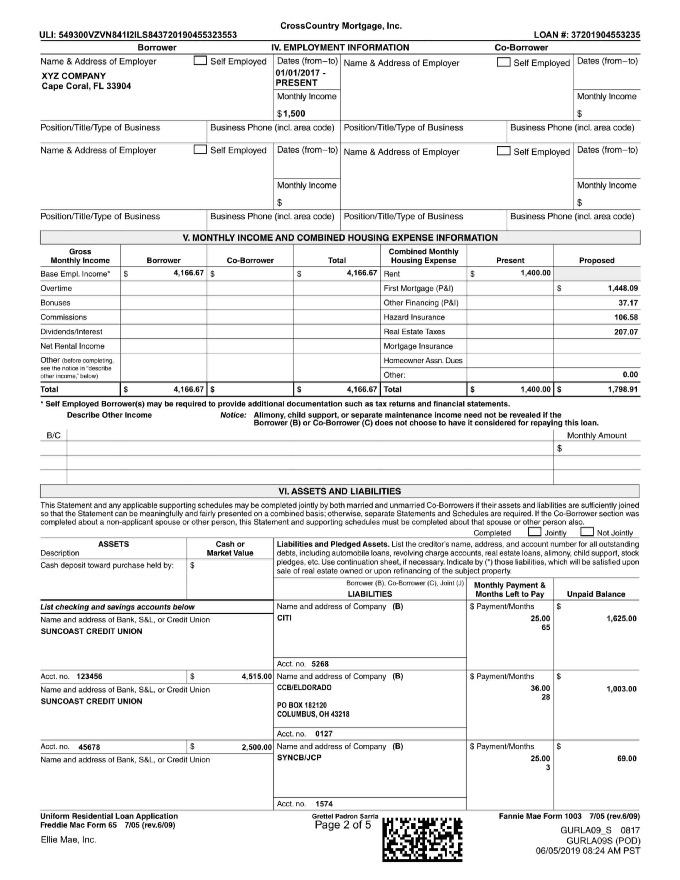 CrossCountry Mortgage, Inc.
ULI: 549300VZVN841I2ILS84372019045532355​3 LOAN #: 37201904553235
Borrower IV. EMPLOYMENT INFORMATION Co-Borrower
Name & Address of Employer Self Employed Dates (from–to) Name & Address of Employer Self Employed Dates (from–to)
XYZ COMPANY 01/01/2017 -
Cape Coral, FL 33904 PRESENT
Monthly Income Monthly Income
$ 1,500 $
Position/Title/Type of Business Business Phone (incl. area code) Position/Title/Type of Business Business Phone (incl. area code)
Name & Address of Employer Self Employed Dates (from–to) Name & Address of Employer Self Employed Dates (from–to)
Monthly Income Monthly Income
$ $
Position/Title/Type of Business Business Phone (incl. area code) Position/Title/Type of Business Business Phone (incl. area code)
V. MONTHLY INCOME AND COMBINED HOUSING EXPENSE INFORMATION
Gross Combined Monthly
Monthly Income Borrower Co-Borrower Total Housing Expense Present Proposed
Base Empl. Income* $ 4,166.67 $ $ 4,166.67 Rent $ 1,400.00
Overtime First Mortgage (P&I) $ 1,448.09
Bonuses Other Financing (P&I) 37.17
Commissions Hazard Insurance 106.58
Dividends/Interest Real Estate Taxes 207.07
Net Rental Income Mortgage Insurance
Other (before completing, Homeowner Assn. Dues
see the notice in "describe
other income," below) Other: 0.00
Total $ 4,166.67 $ $ 4,166.67 Total $ 1,400.00 $ 1,798.91
* Self Employed Borrower(s) may be required to provide additional documentation such as tax returns and financial statements.
Describe Other Income Notice: Alimony, child support, or separate maintenance income need not be revealed if the
Borrower (B) or Co-Borrower (C) does not choose to have it considered for repaying this loan.
B/C Monthly Amount
$
VI. ASSETS AND LIABILITIES
This Statement and any applicable supporting schedules may be completed jointly by both married and unmarried Co-Borrowers if their assets and liabilities are sufficiently joined
so that the Statement can be meaningfully and fairly presented on a combined basis; otherwise, separate Statements and Schedules are required. If the Co-Borrower section was
completed about a non-applicant spouse or other person, this Statement and supporting schedules must be completed about that spouse or other person also.
Completed Jointly Not Jointly
ASSETS Cash or Liabilities and Pledged Assets. List the creditor's name, address, and account number for all outstanding
Description Market Value debts, including automobile loans, revolving charge accounts, real estate loans, alimony, child support, stock
Cash deposit toward purchase held by: $ pledges, etc. Use continuation sheet, if necessary. Indicate by (*) those liabilities, which will be satisfied upon
sale of real estate owned or upon refinancing of the subject property.
Borrower (B), Co-Borrower (C), Joint (J) Monthly Payment &
LIABILITIES Months Left to Pay Unpaid Balance
List checking and savings accounts below Name and address of Company (B) $ Payment/Months $
Name and address of Bank, S&L, or Credit Union CITI 25.00 1,625.00
SUNCOAST CREDIT UNION 65
Acct. no. 5268
Acct. no. 123456 $ 4,515.00 Name and address of Company (B) $ Payment/Months $
Name and address of Bank, S&L, or Credit Union CCB/ELDORADO 36.00 1,003.00
SUNCOAST CREDIT UNION 28
PO BOX 182120
COLUMBUS, OH 43218
Acct. no. 0127
Acct. no. 45678 $ 2,500.00 Name and address of Company (B) $ Payment/Months $
Name and address of Bank, S&L, or Credit Union SYNCB/JCP 25.00 69.00
3
Acct. no. 1574
Uniform Residential Loan Application Grettel Padron Sarria Fannie Mae Form 1003 7/05 (rev.6/09)
Freddie Mac Form 65 7/05 (rev.6/09) Page 2 of 5
GURLA09_S 0817
Ellie Mae, Inc. GURLA09S (POD)
06/05/2019 08:24 AM PST